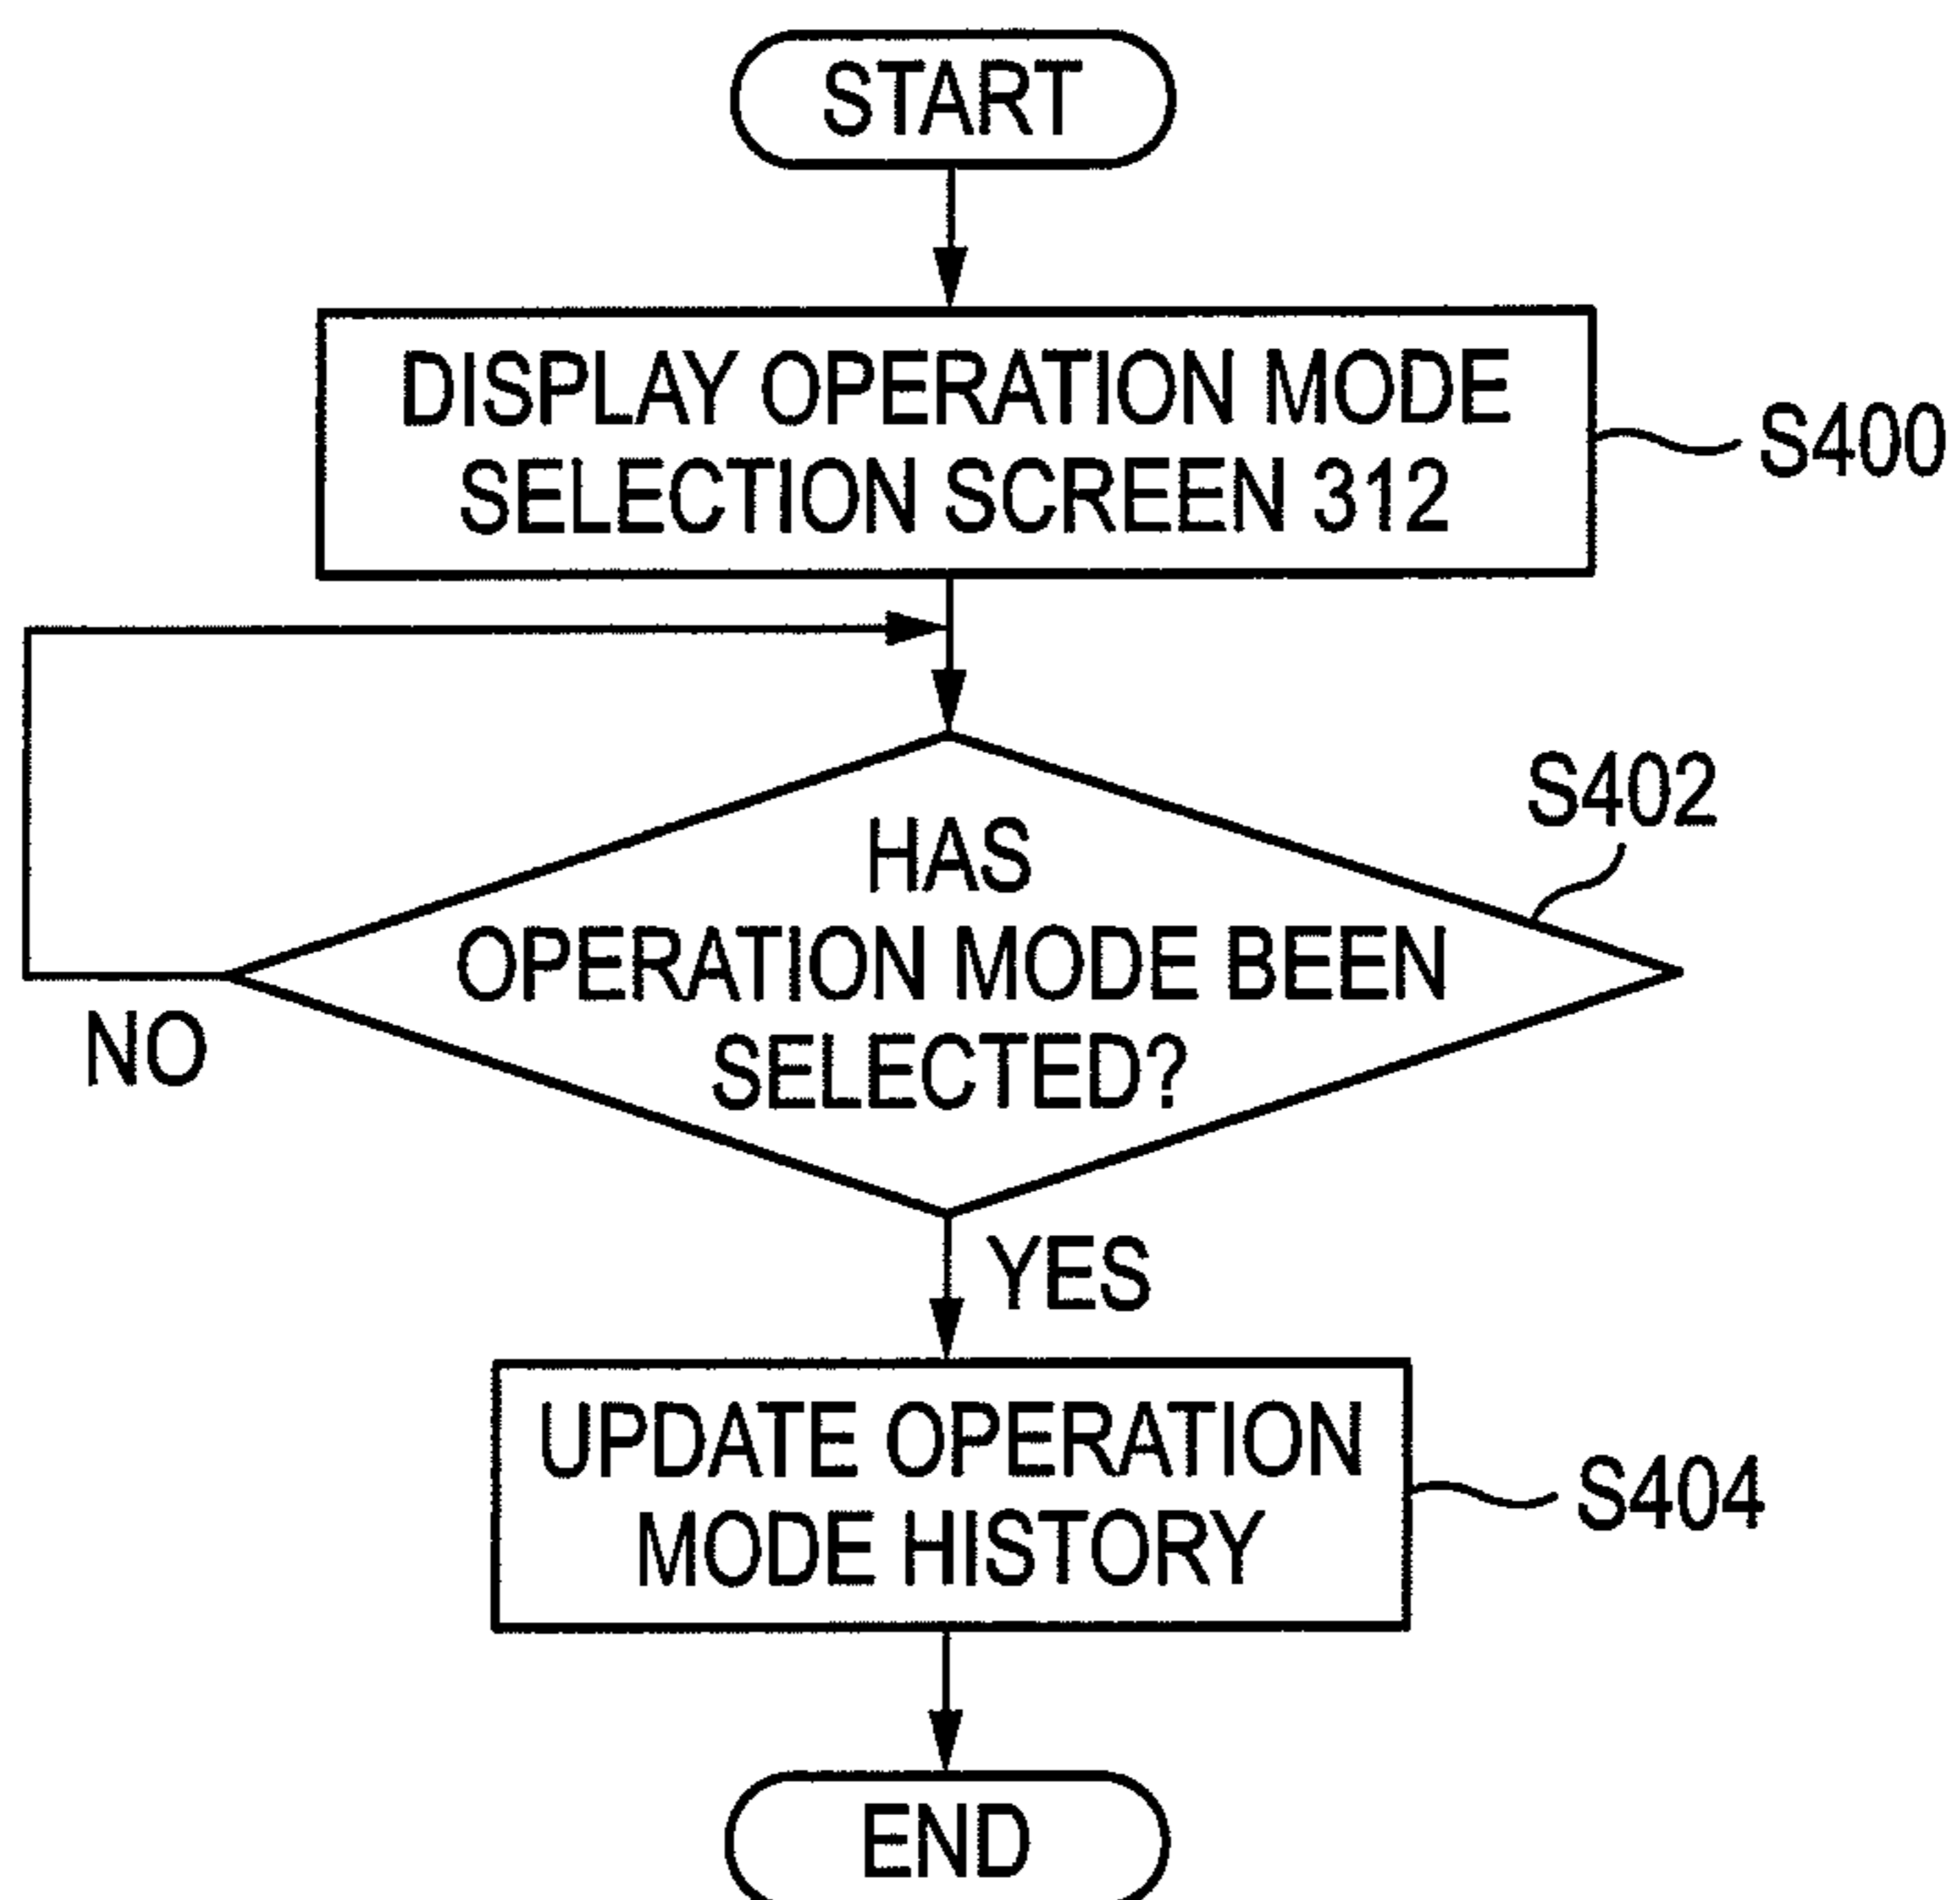 START
DISPLAY OPERATION MODE
SELECTION SCREEN 312
S400
S402
HAS
OPERATION MODE BEEN
SELECTED?
NO
YES
UPDATE OPERATION
MODE HISTORY
S404
END